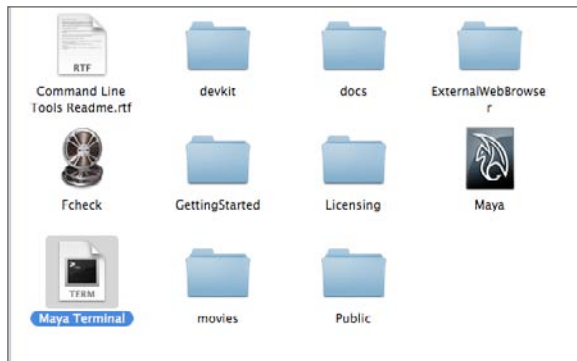 RTF
Command Line
Tools Readme.rtf
devkit
docs
ExternalWebBrowse
r
Fcheck
GettingStarted
Licensing
Maya
TERM
Maya Terminal
movies
Public